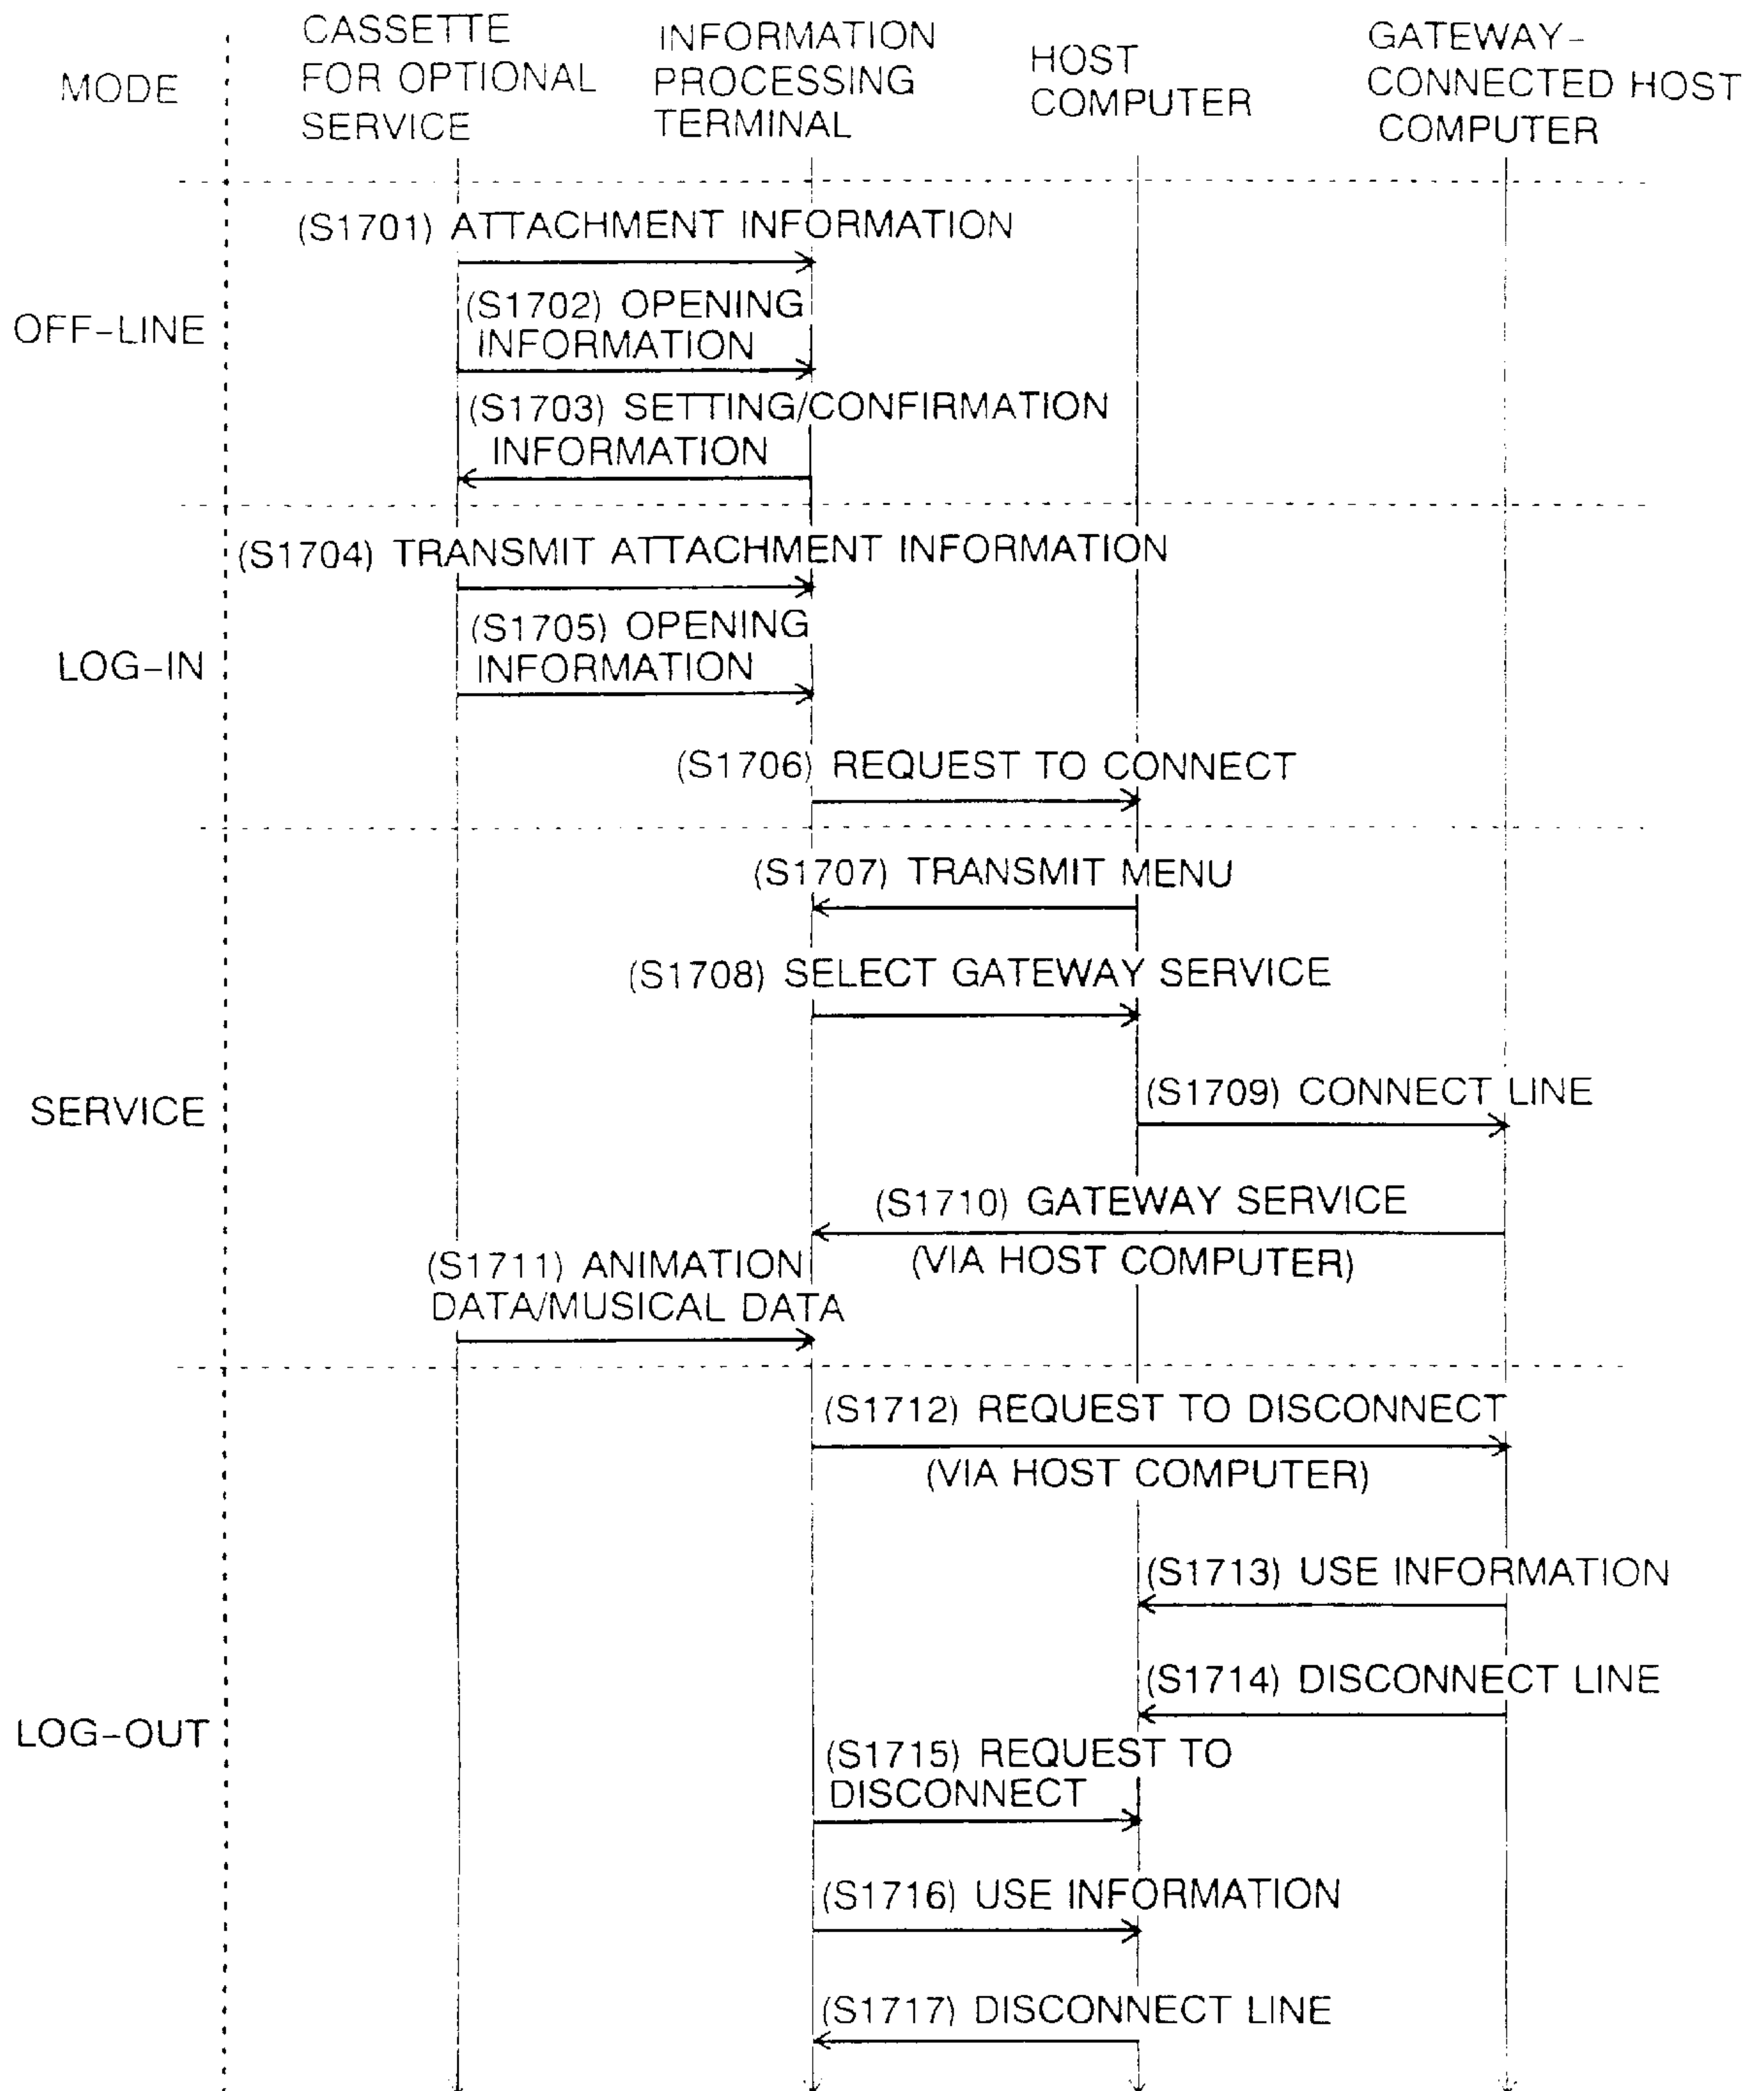 MODE
CASSETTE
FOR OPTIONAL
SERVICE
INFORMATION
PROCESSING
TERMINAL
HOST
COMPUTER
GATEWAY-
CONNECTED HOST
COMPUTER
(S1701) ATTACHMENT INFORMATION
OFF-LINE
(S1702) OPENING
INFORMATION
(S1703) SETTING/CONFIRMATION
INFORMATION
(S1704) TRANSMIT ATTACHMENT INFORMATION
LOG-IN
(S1705) OPENING
INFORMATION
(S1706) REQUEST TO CONNECT
(S1707) TRANSMIT MENU
(S1708) SELECT GATEWAY SERVICE
SERVICE
(S1709) CONNECT LINE
(S1710) GATEWAY SERVICE
(VIA HOST COMPUTER)
(S1711) ANIMATION
DATA/MUSICAL DATA
(S1712) REQUEST TO DISCONNECT
(VIA HOST COMPUTER)
(S1713) USE INFORMATION
(S1714) DISCONNECT LINE
LOG-OUT
(S1715) REQUEST TO
DISCONNECT
(S1716) USE INFORMATION
(S1717) DISCONNECT LINE